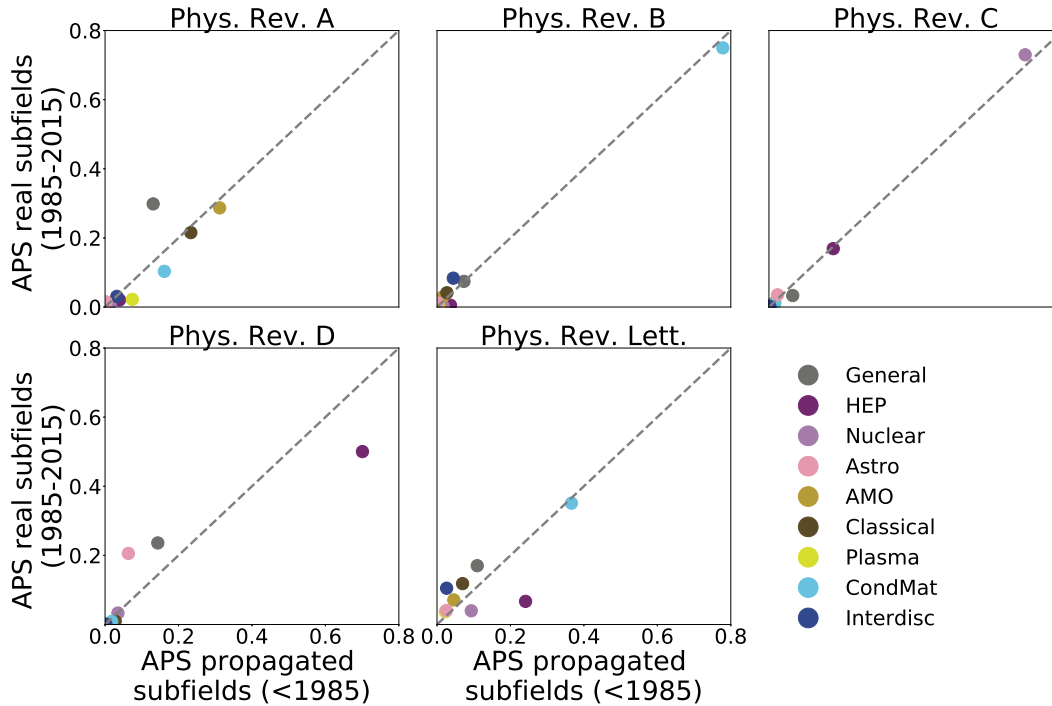 Phys. Rev. A
Phys. Rev. B
Phys. Rev. C
0.8
0.6
0.4
0.2
0.0
APS real subfields
(1985-2015)
Phys. Rev. D
Phys. Rev. Lett.
0.8
0.6
0.4
0.2
APS real subfields
(1985-2015)
0.0 0.2 0.4 0.6 0.8
0.0 0.2 0.4 0.6 0.8
APS propagated
subfields (<1985)
APS propagated
subfields (<1985)
General
HEP
Nuclear
Astro
AMO
Classical
Plasma
CondMat
Interdisc